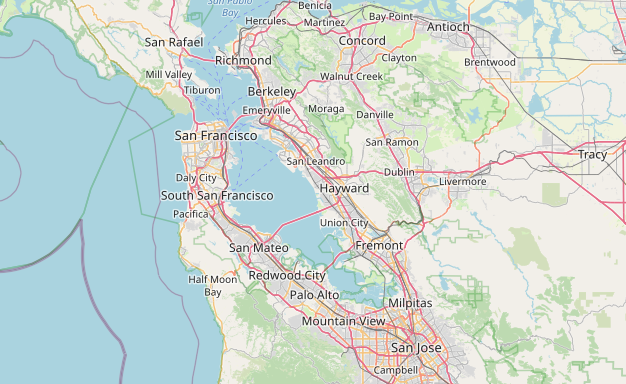 San Pablo
Bay
Benicia
Hercules
Martinez
Bay Point
Antioch
San Rafael
Concord
Richmond
Clayton
Brentwood
Mill Valley
Walnut Creek
Tiburon
Berkeley
Emeryville
Moraga
Danville
San Francisco
San Ramon
Tracy
San Leandro
Daly City
Dublin
Livermore
Hayward
South San Francisco
Pacifica
Union City
San Mateo
Fremont
Redwood City
Half Moon
Bay
Palo Alto
Milpitas
Mountain View
San Jose
Campbell